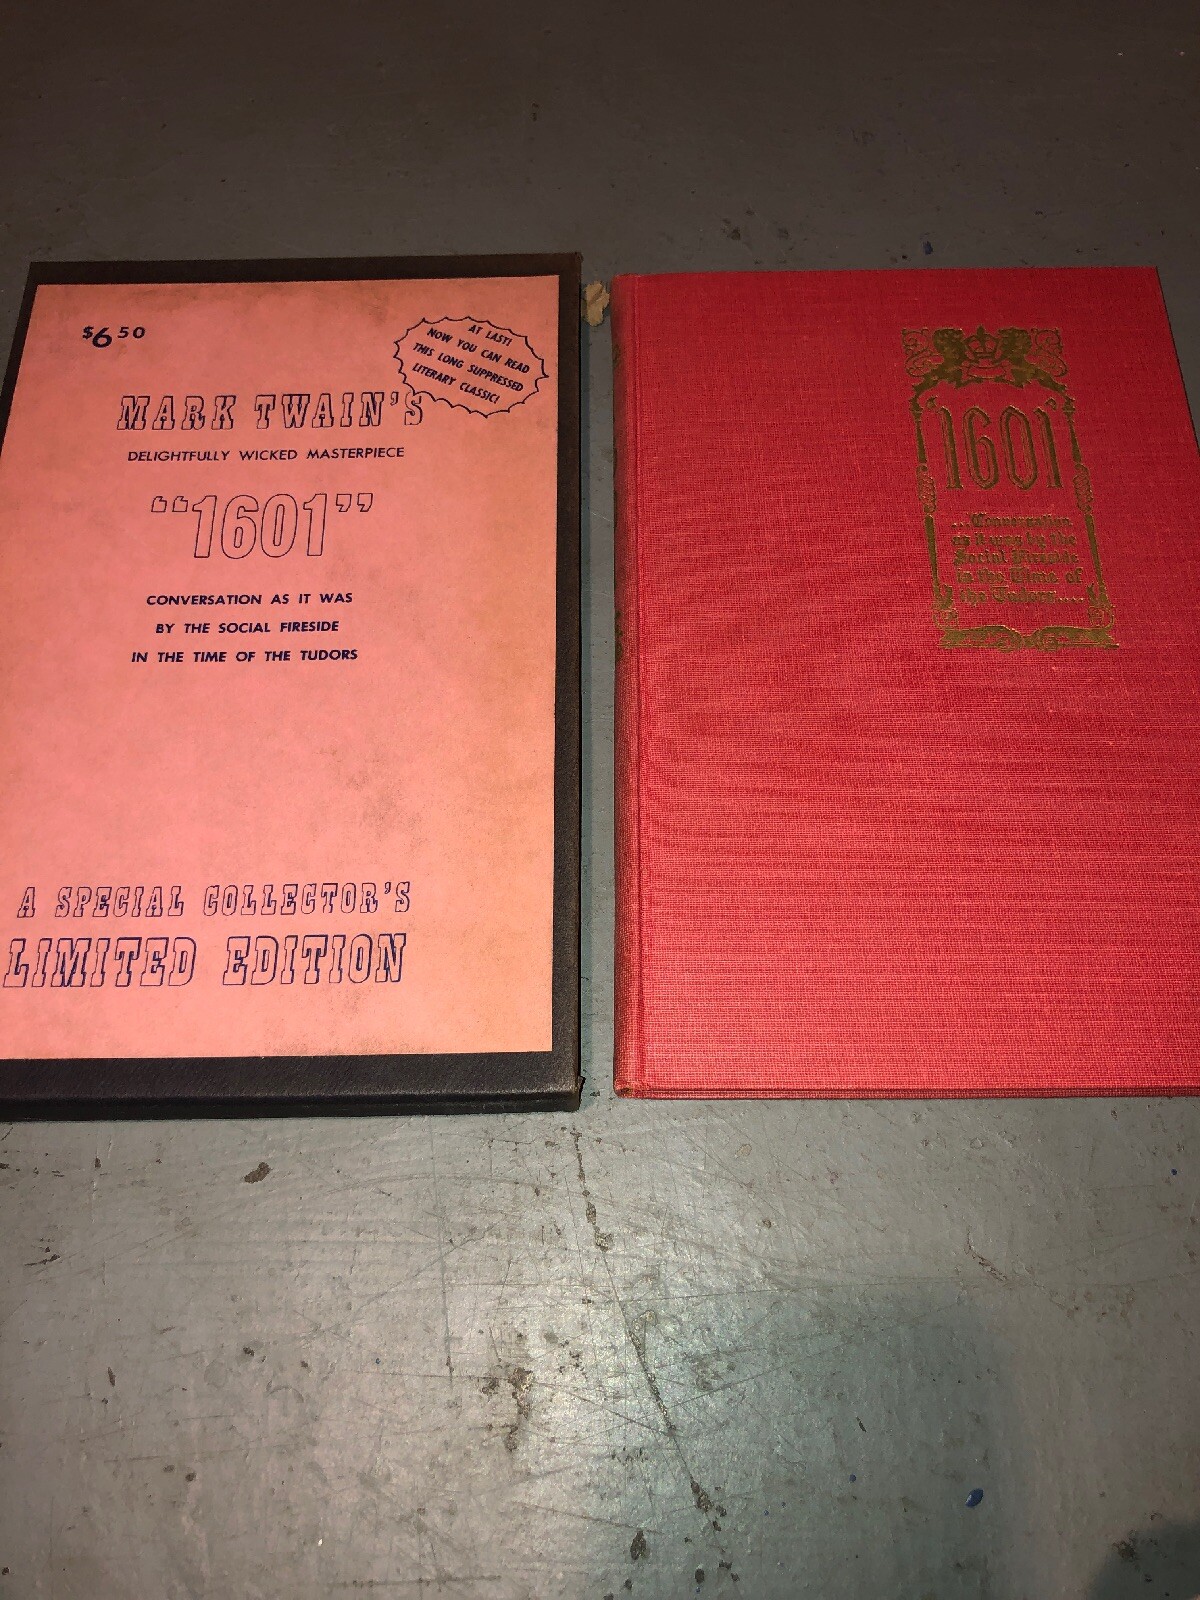 $6.50
AT LAST!
NOW YOU CAN READ
THIS LONG SUPPRESSED
LITERARY CLASSIC!
MARK TWAIN'S
DELIGHTFULLY WICKED MASTERPIECE
“1601”
CONVERSATION AS IT WAS
BY THE SOCIAL FIRESIDE
IN THE TIME OF THE TUDORS
A SPECIAL COLLECTOR'S
LIMITED EDITION
'1601'
...Conversation
as it was by the
Social Fireside
in the Time of
the Tudors....